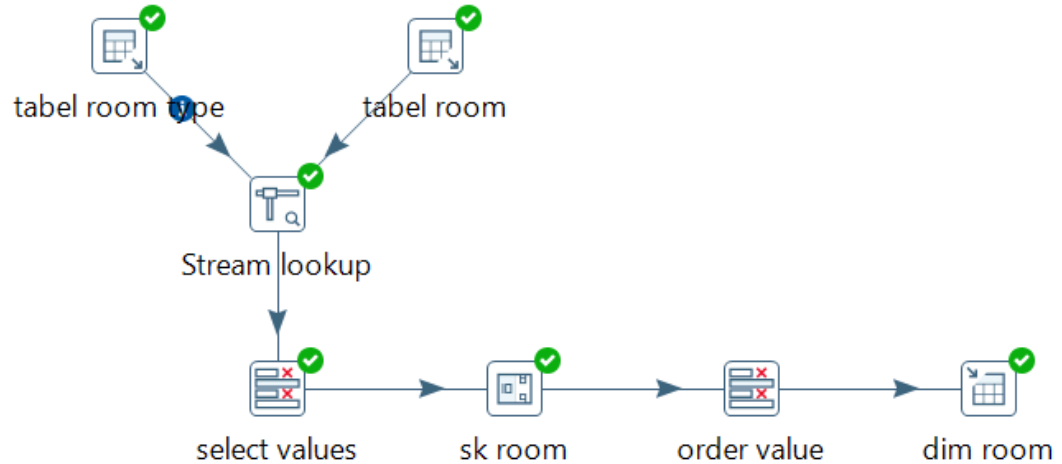 tabel room type
tabel room
Stream lookup
select values
sk room
order value
dim room